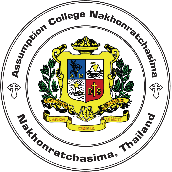 Assumption College Nakhonratchasima
Nakhonratchasima, Thailand